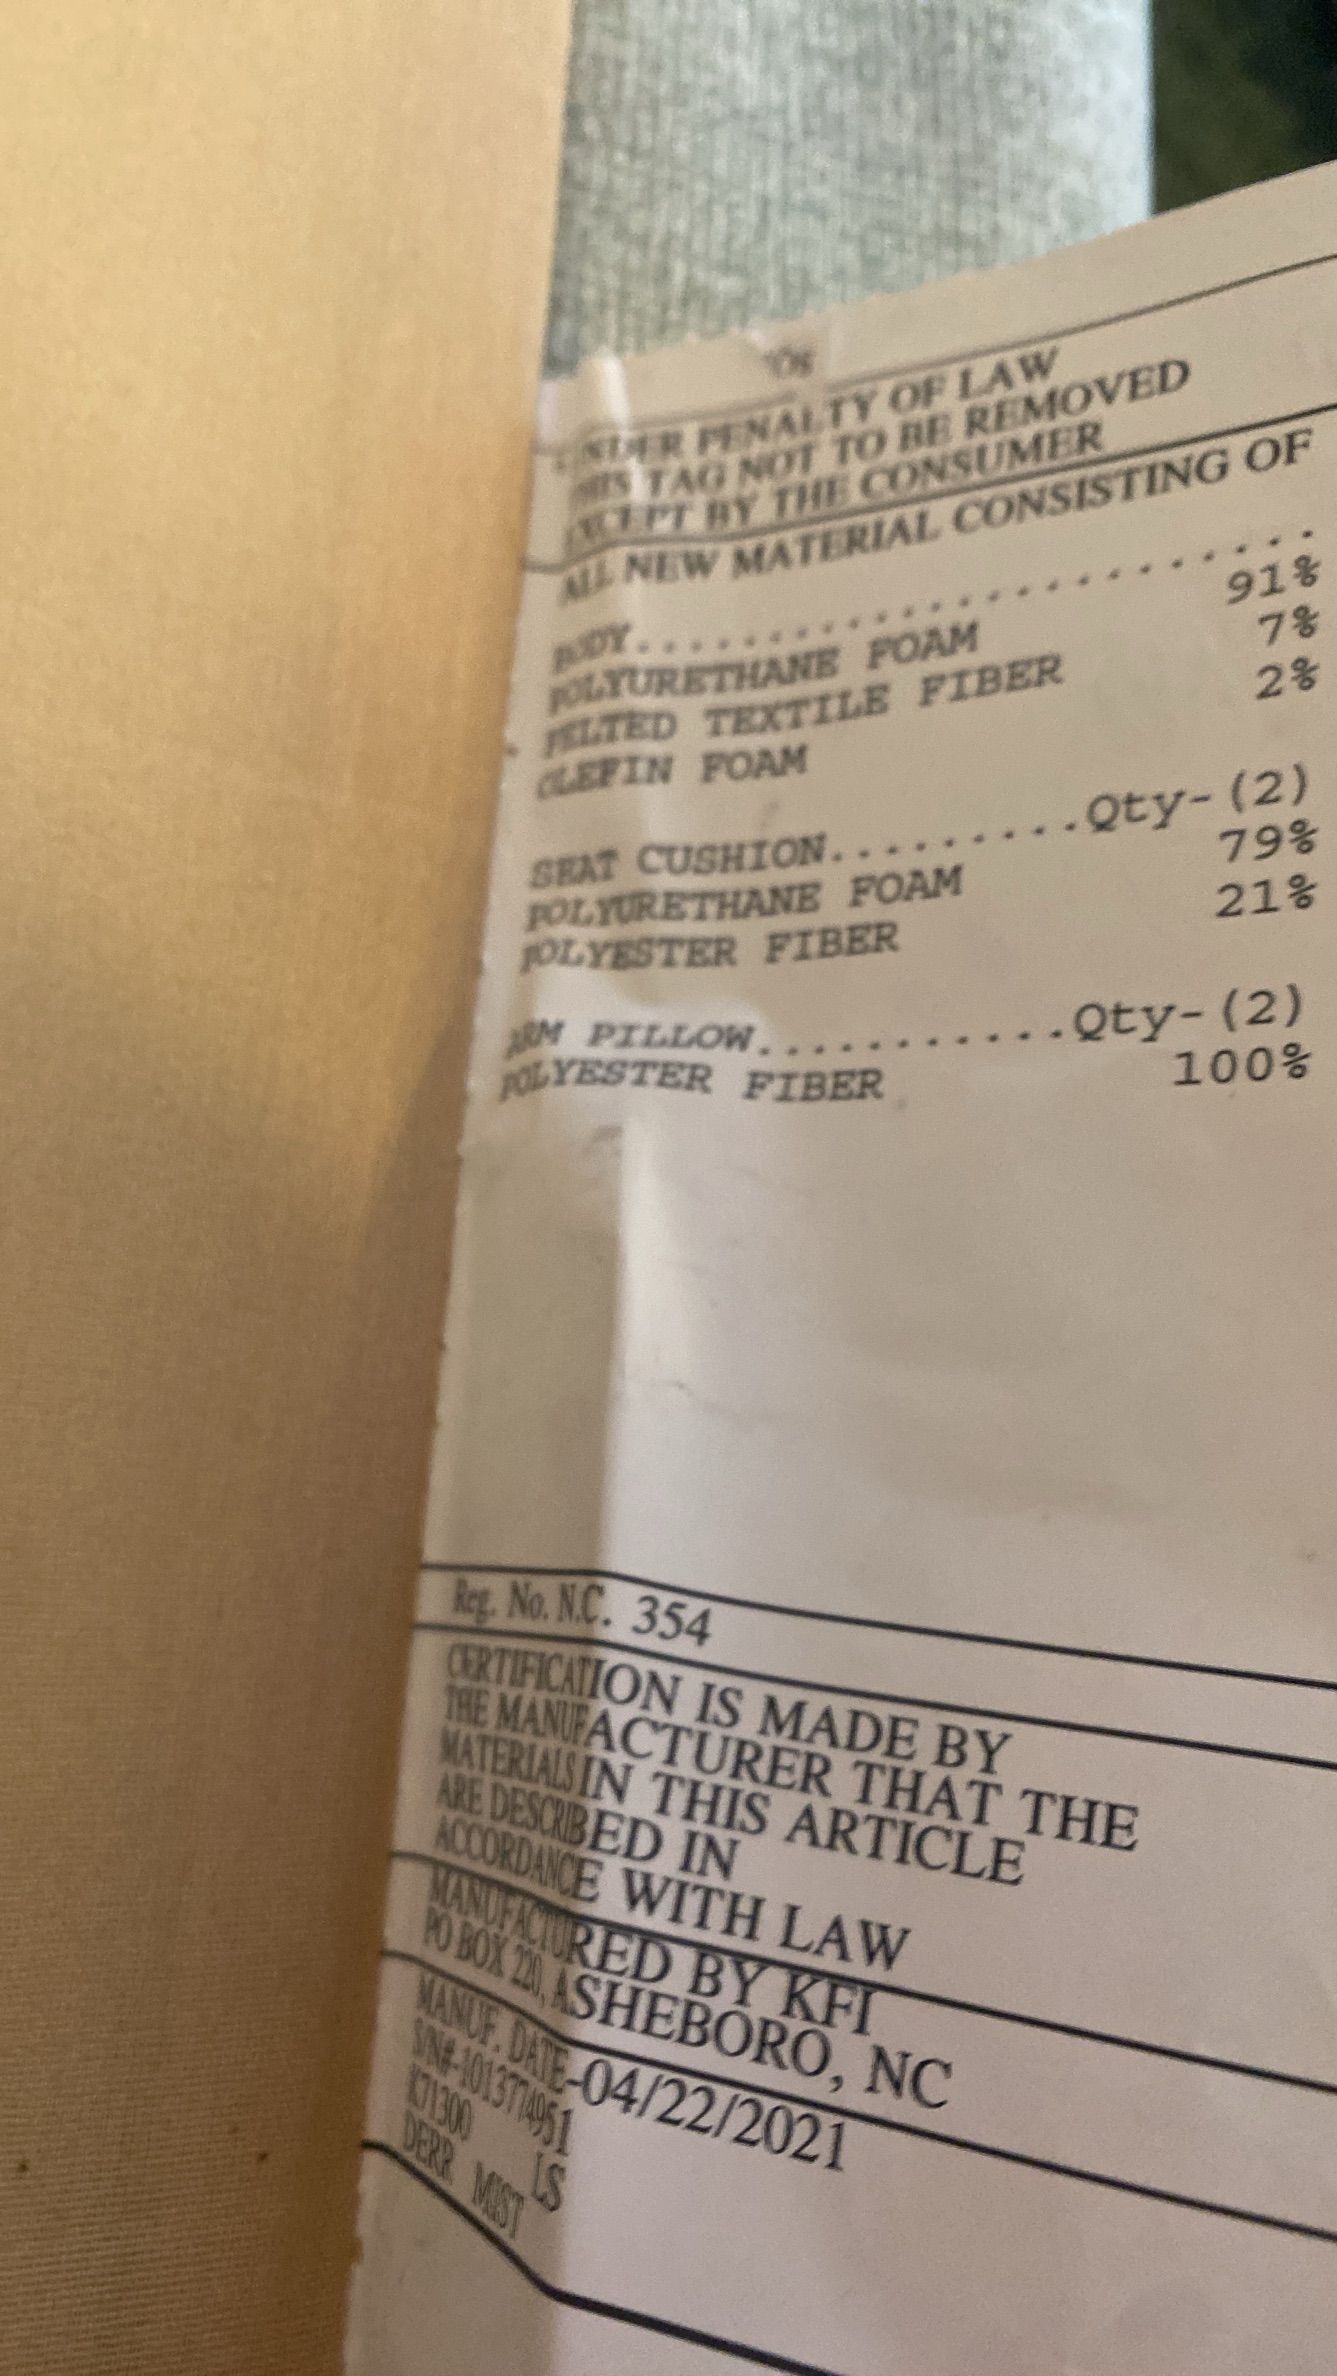 UNDER PENALTY OF LAW
THIS TAG NOT TO BE REMOVED
EXCEPT BY THE CONSUMER
ALL NEW MATERIAL CONSISTING OF
BODY....................
POLYURETHANE FOAM 91%
FELTED TEXTILE FIBER 7%
OLEFIN FOAM 2%
SEAT CUSHION.........Qty-(2)
POLYURETHANE FOAM 79%
POLYESTER FIBER 21%
ARM PILLOW...........Qty-(2)
POLYESTER FIBER 100%
Reg. No. N.C. 354
CERTIFICATION IS MADE BY
THE MANUFACTURER THAT THE
MATERIALS IN THIS ARTICLE
ARE DESCRIBED IN
ACCORDANCE WITH LAW
MANUFACTURED BY KFI
PO BOX 220, ASHEBORO, NC
MANUF. DATE-04/22/2021
S/N#-1013774951
K71300 LS
DERR MIST